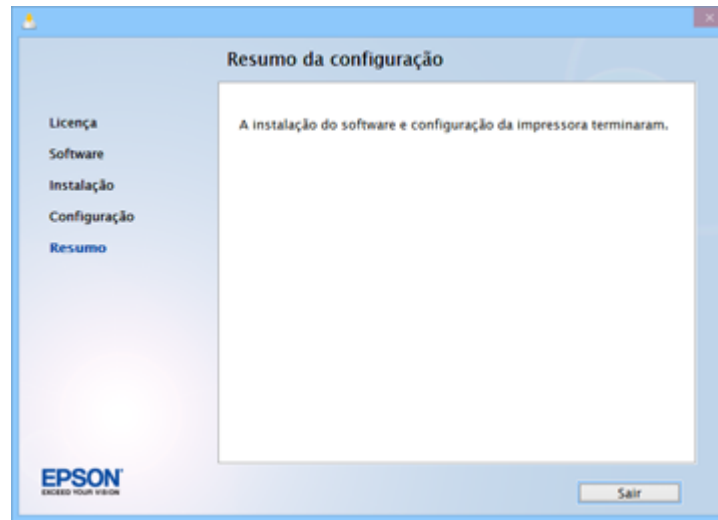 Resumo da configuração
Licença
Software
Instalação
Configuração
Resumo
A instalação do software e configuração da impressora terminaram.
EPSON
EXCEED YOUR VISION
Sair